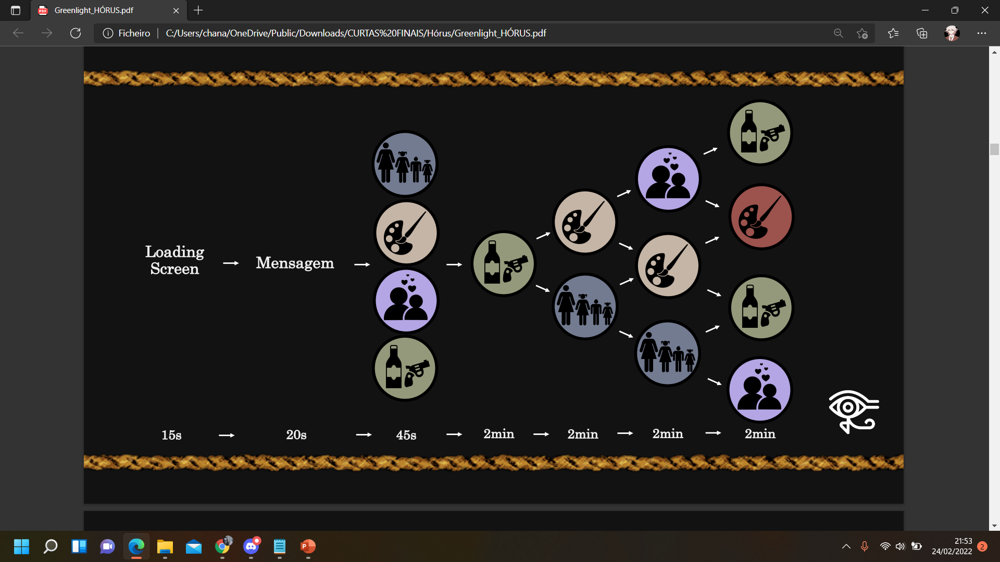 Greenlight_HÓRUS.pdf
Ficheiro
C:/Users/chana/OneDrive/Public/Downloads/CURTAS%20FINAIS/Hórus/Greenlight_HÓRUS.pdf
Loading
Screen
Mensagem
15s
20s
45s
2min
2min
2min
2min
21:53
24/02/2022
2